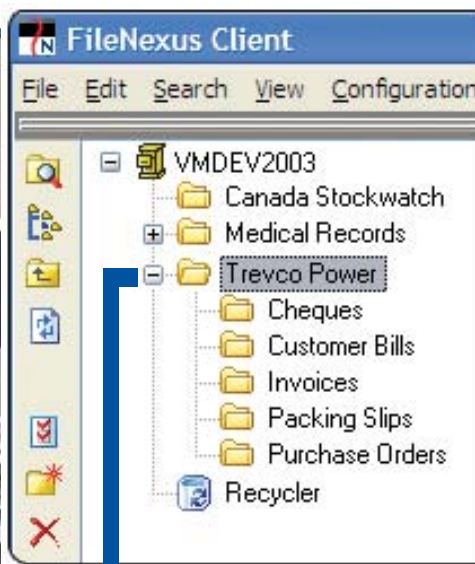 FileNexus Client
File Edit Search View Configuration
VMDEV2003
Canada Stockwatch
Medical Records
Trevco Power
Cheques
Customer Bills
Invoices
Packing Slips
Purchase Orders
Recycler